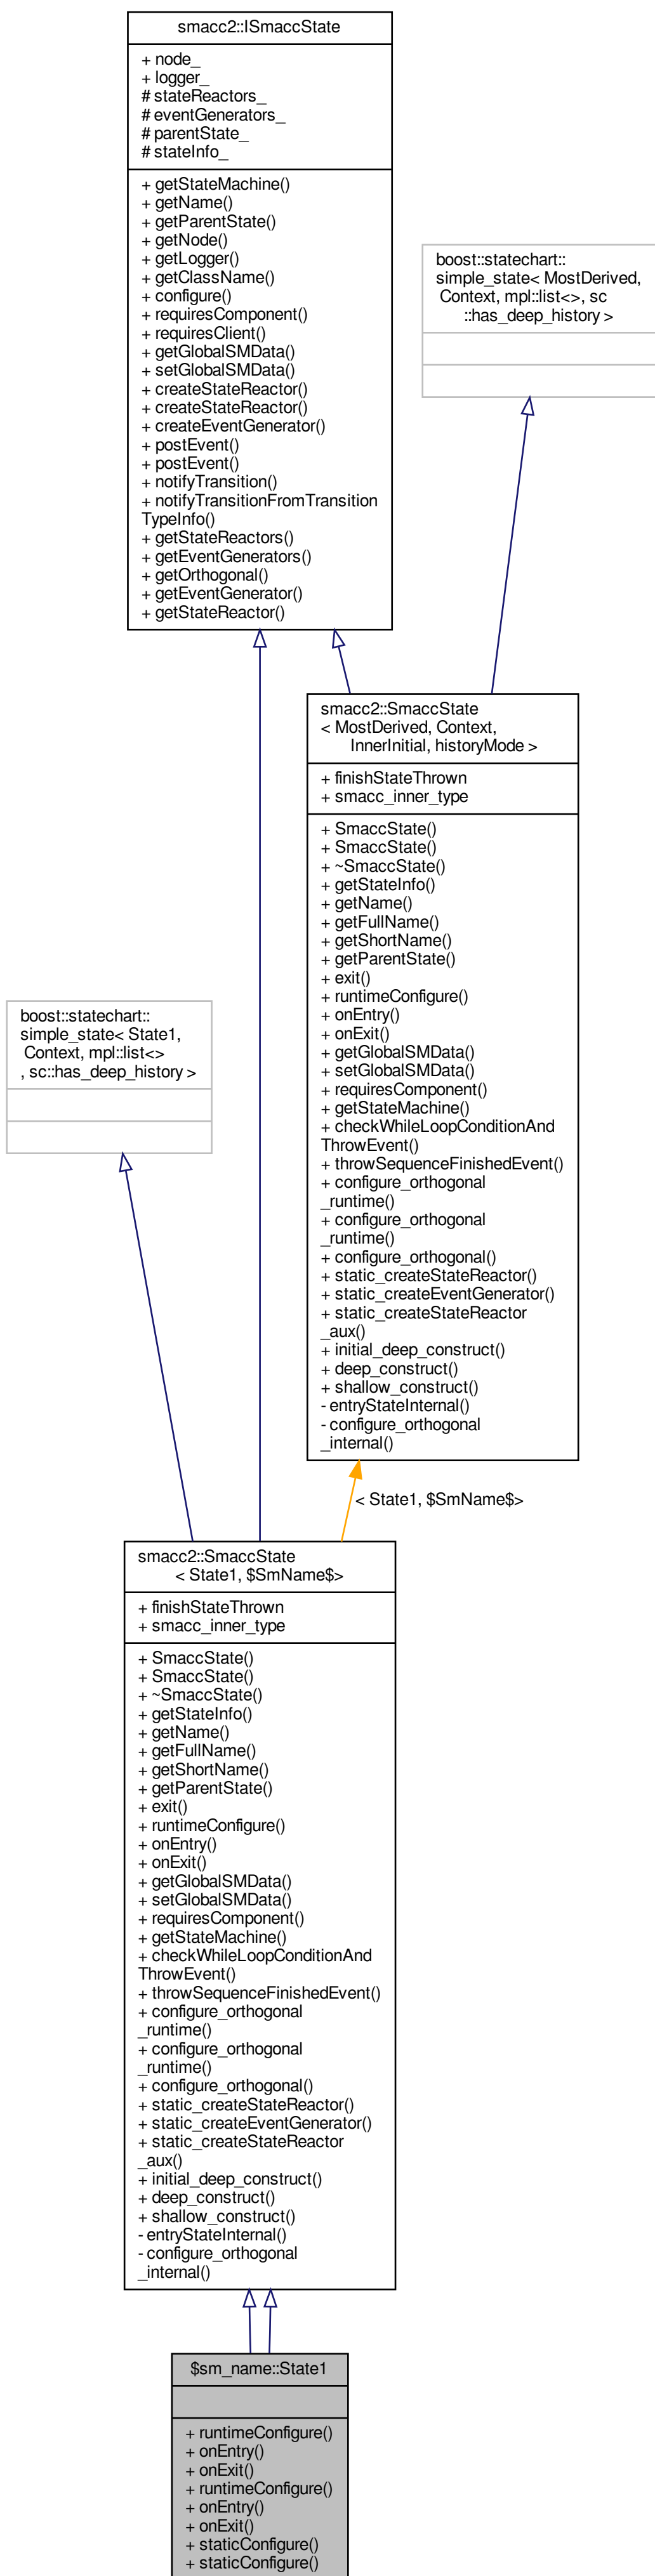 smacc2::ISmaccState
+ node_
+ logger_
# stateReactors_
# eventGenerators_
# parentState_
# stateInfo_
+ getStateMachine()
+ getName()
+ getParentState()
+ getNode()
+ getLogger()
+ getClassName()
+ configure()
+ requiresComponent()
+ requiresClient()
+ getGlobalSMData()
+ setGlobalSMData()
+ createStateReactor()
+ createStateReactor()
+ createEventGenerator()
+ postEvent()
+ postEvent()
+ notifyTransition()
+ notifyTransitionFromTransition
TypeInfo()
+ getStateReactors()
+ getEventGenerators()
+ getOrthogonal()
+ getEventGenerator()
+ getStateReactor()
boost::statechart::
simple_state< MostDerived,
Context, mpl::list<>, sc
::has_deep_history >
smacc2::SmaccState
< MostDerived, Context,
InnerInitial, historyMode >
+ finishStateThrown
+ smacc_inner_type
+ SmaccState()
+ SmaccState()
+ ~SmaccState()
+ getStateInfo()
+ getName()
+ getFullName()
+ getShortName()
+ getParentState()
+ exit()
+ runtimeConfigure()
+ onEntry()
+ onExit()
+ getGlobalSMData()
+ setGlobalSMData()
+ requiresComponent()
+ getStateMachine()
+ checkWhileLoopConditionAnd
ThrowEvent()
+ throwSequenceFinishedEvent()
+ configure_orthogonal
_runtime()
+ configure_orthogonal
_runtime()
+ configure_orthogonal()
+ static_createStateReactor()
+ static_createEventGenerator()
+ static_createStateReactor
_aux()
+ initial_deep_construct()
+ deep_construct()
+ shallow_construct()
- entryStateInternal()
- configure_orthogonal
_internal()
boost::statechart::
simple_state< State1,
Context, mpl::list<>
, sc::has_deep_history >
< State1, $SmName$>
smacc2::SmaccState
< State1, $SmName$>
+ finishStateThrown
+ smacc_inner_type
+ SmaccState()
+ SmaccState()
+ ~SmaccState()
+ getStateInfo()
+ getName()
+ getFullName()
+ getShortName()
+ getParentState()
+ exit()
+ runtimeConfigure()
+ onEntry()
+ onExit()
+ getGlobalSMData()
+ setGlobalSMData()
+ requiresComponent()
+ getStateMachine()
+ checkWhileLoopConditionAnd
ThrowEvent()
+ throwSequenceFinishedEvent()
+ configure_orthogonal
_runtime()
+ configure_orthogonal
_runtime()
+ configure_orthogonal()
+ static_createStateReactor()
+ static_createEventGenerator()
+ static_createStateReactor
_aux()
+ initial_deep_construct()
+ deep_construct()
+ shallow_construct()
- entryStateInternal()
- configure_orthogonal
_internal()
$sm_name::State1
+ runtimeConfigure()
+ onEntry()
+ onExit()
+ runtimeConfigure()
+ onEntry()
+ onExit()
+ staticConfigure()
+ staticConfigure()